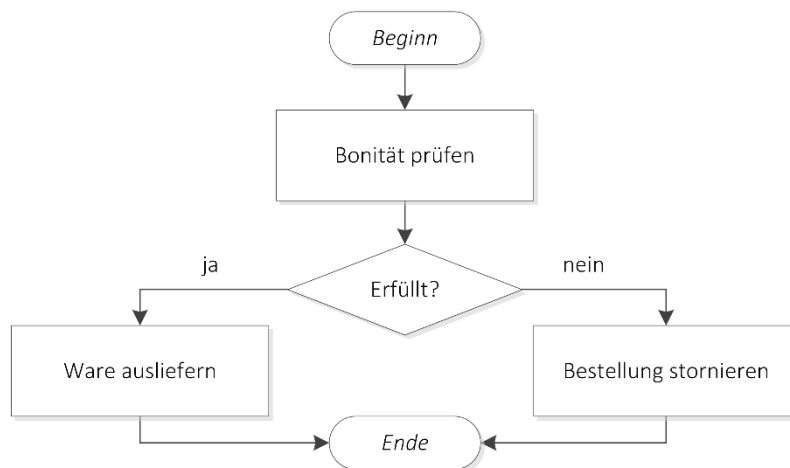 Beginn
Bonität prüfen
Erfüllt?
ja
nein
Ware ausliefern
Bestellung stornieren
Ende